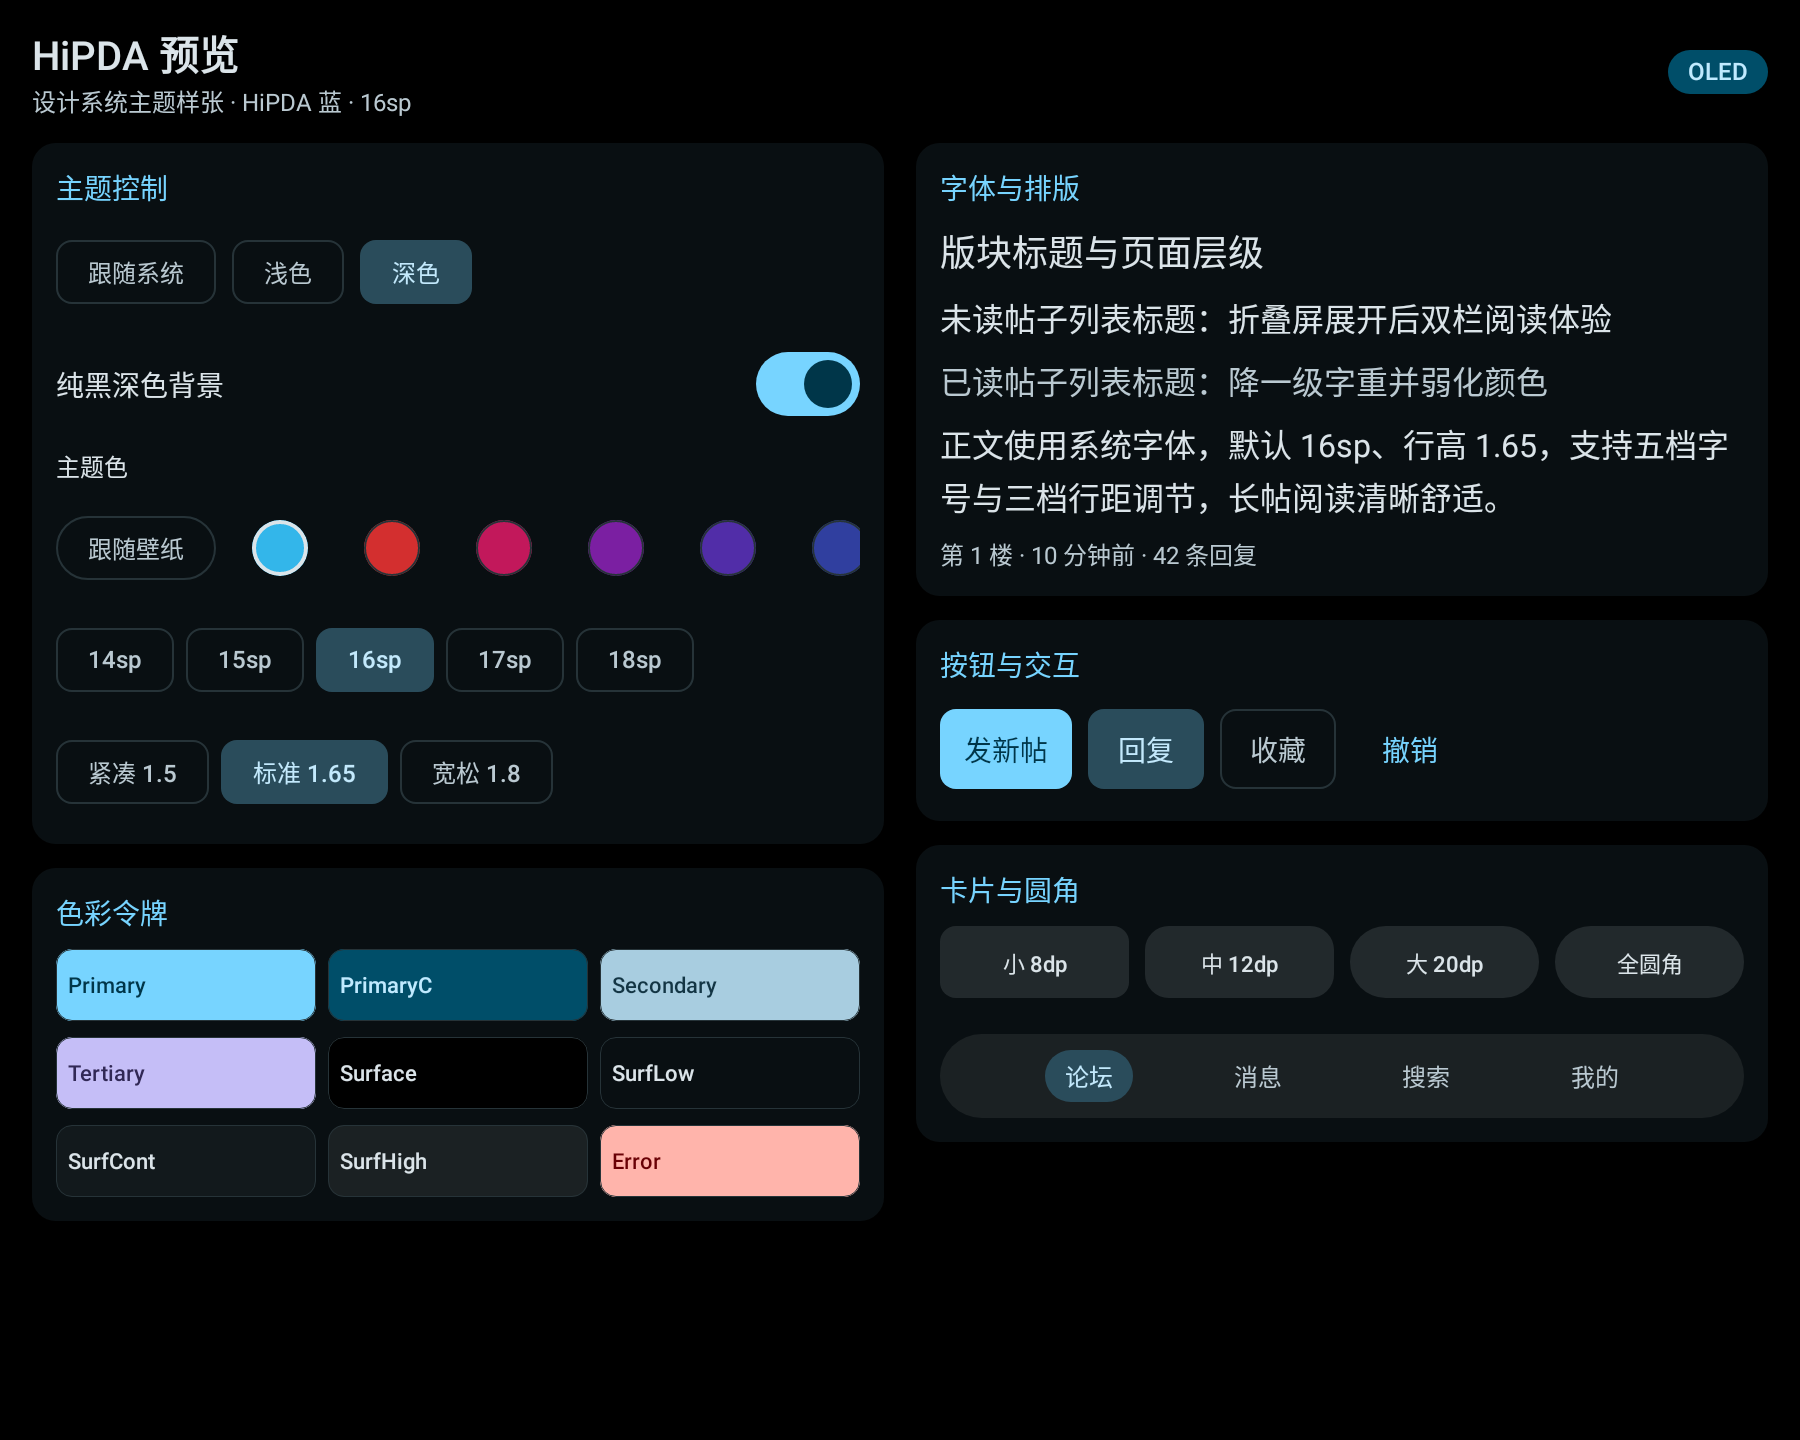 HiPDA 预览
设计系统主题样张 · HiPDA 蓝 · 16sp
OLED
主题控制
跟随系统
浅色
深色
纯黑深色背景
主题色
跟随壁纸
14sp
15sp
16sp
17sp
18sp
紧凑 1.5
标准 1.65
宽松 1.8
色彩令牌
Primary
PrimaryC
Secondary
Tertiary
Surface
SurfLow
SurfCont
SurfHigh
Error
字体与排版
版块标题与页面层级
未读帖子列表标题：折叠屏展开后双栏阅读体验
已读帖子列表标题：降一级字重并弱化颜色
正文使用系统字体，默认 16sp、行高 1.65，支持五档字
号与三档行距调节，长帖阅读清晰舒适。
第 1 楼 · 10 分钟前 · 42 条回复
按钮与交互
发新帖
回复
收藏
撤销
卡片与圆角
小 8dp
中 12dp
大 20dp
全圆角
论坛
消息
搜索
我的